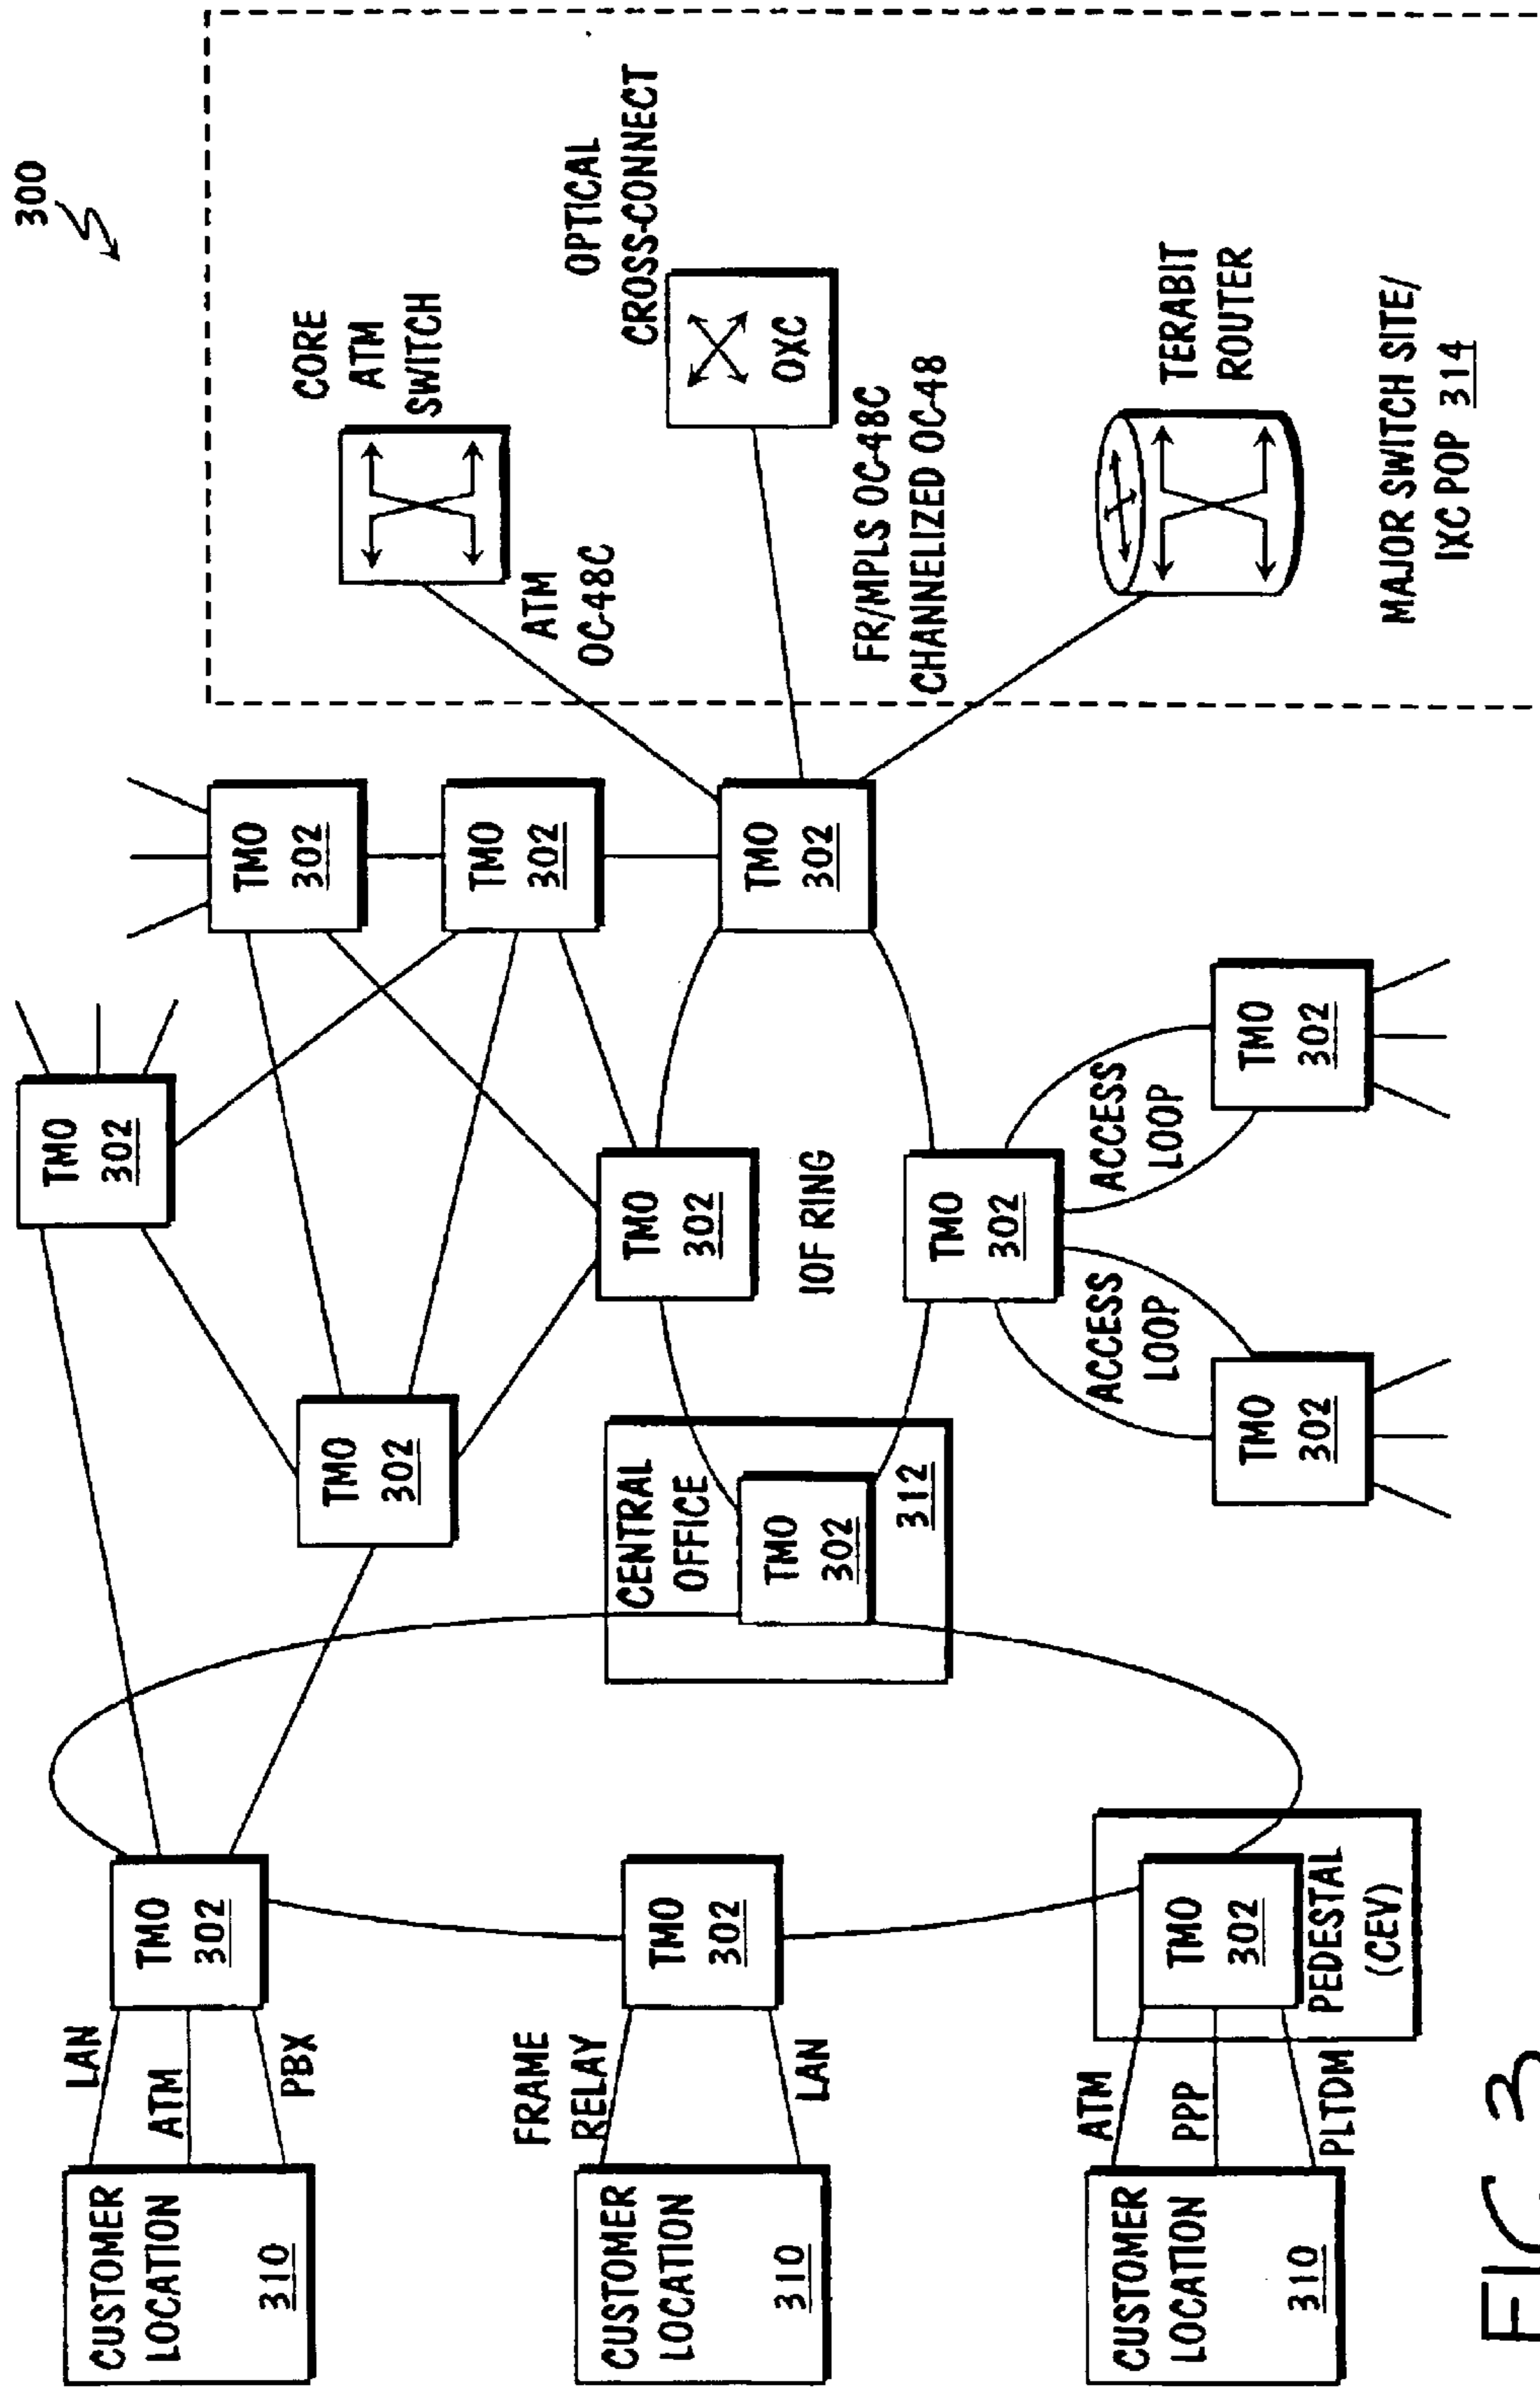 300
CORE
ATM
SWITCH
OPTICAL
CROSS-CONNECT
OXC
ATM
OC-48C
FR/MPLS OC-48C
CHANNELIZED OC-48
TERABIT
ROUTER
MAJOR SWITCH SITE/
IXC POP 314
TMO
302
TMO
302
TMO
302
TMO
302
TMO
302
TMO
302
IOF RING
TMO
302
ACCESS
LOOP
TMO
302
ACCESS
LOOP
TMO
302
CENTRAL
OFFICE
TMO
302
312
TMO
302
TMO
302
TMO
302
PEDESTAL
(CEV)
LAN
ATM
PBX
FRAME
RELAY
LAN
ATM
PPP
PLTDM
CUSTOMER
LOCATION
310
CUSTOMER
LOCATION
310
CUSTOMER
LOCATION
310
FIG 3